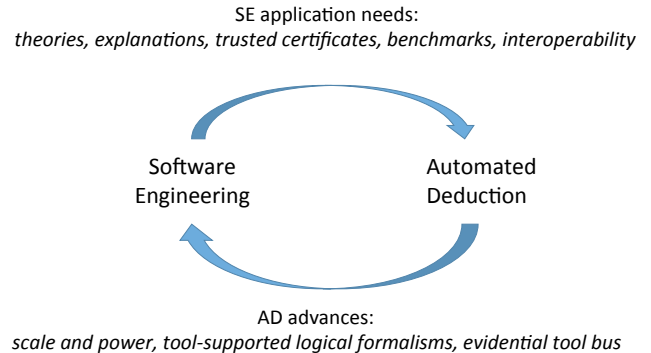 SE application needs:
theories, explanations, trusted certificates, benchmarks, interoperability
Software
Engineering
Automated
Deduction
AD advances:
scale and power, tool-supported logical formalisms, evidential tool bus